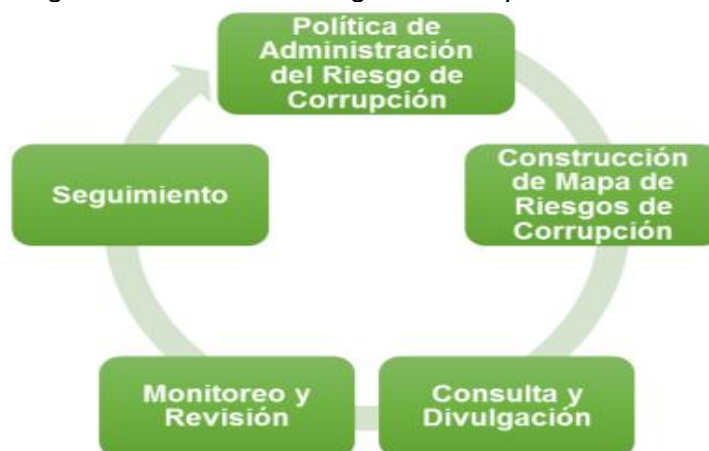 Política de
Administración
del Riesgo de
Corrupción
Construcción
de Mapa de
Riesgos de
Corrupción
Consulta y
Divulgación
Monitoreo y
Revisión
Seguimiento